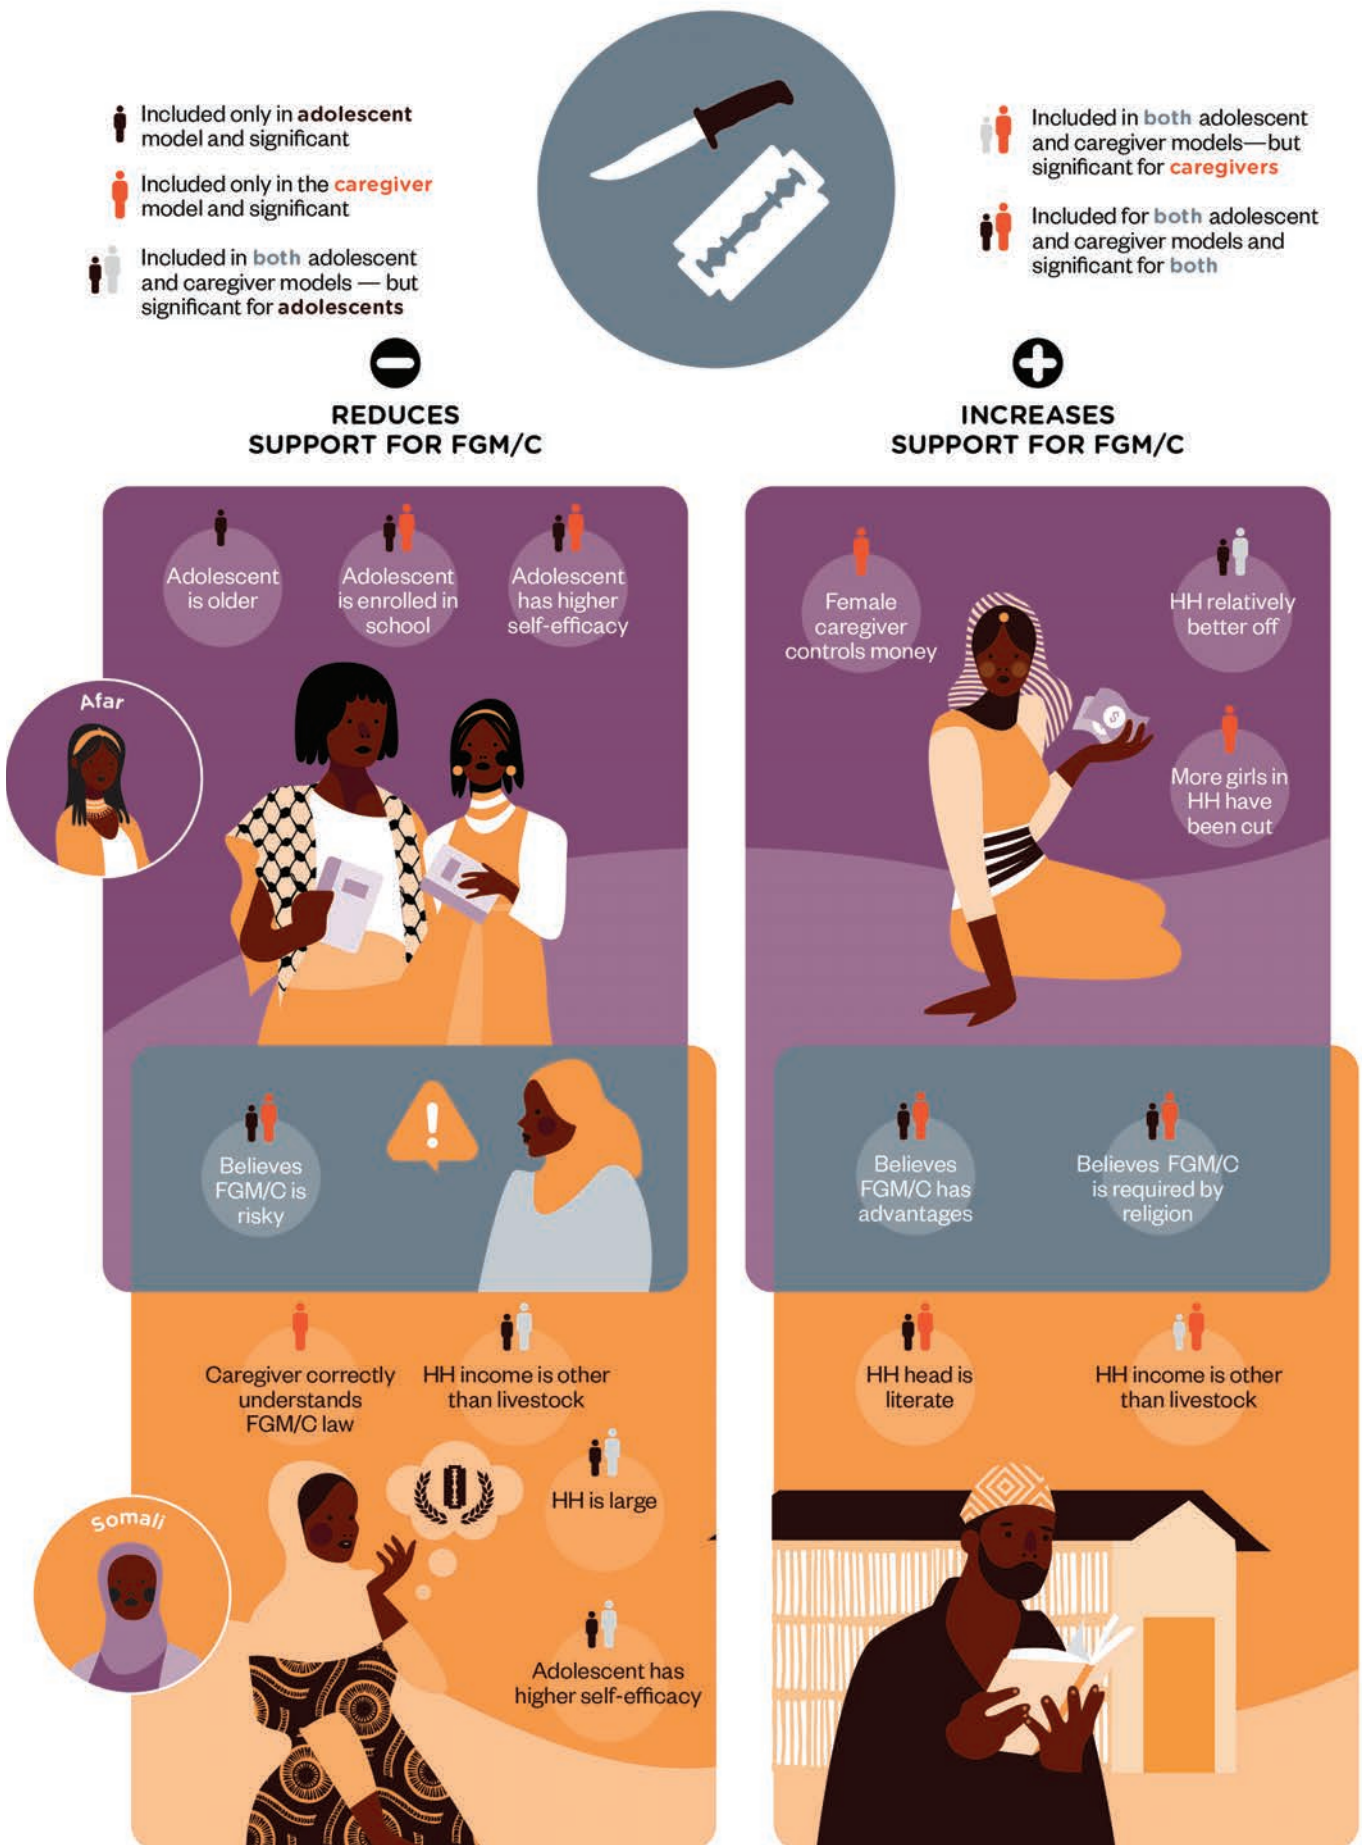 Included only in adolescent
model and significant
Included only in the caregiver
model and significant
Included in both adolescent
and caregiver models — but
significant for adolescents
Included in both adolescent
and caregiver models—but
significant for caregivers
Included for both adolescent
and caregiver models and
significant for both
REDUCES
SUPPORT FOR FGM/C
INCREASES
SUPPORT FOR FGM/C
Adolescent
is older
Adolescent
is enrolled in
school
Adolescent
has higher
self-efficacy
Female
caregiver
controls money
HH relatively
better off
More girls in
HH have
been cut
Afar
$
!
Believes
FGM/C is
risky
Believes
FGM/C has
advantages
Believes FGM/C
is required by
religion
Caregiver correctly
understands
FGM/C law
HH income is other
than livestock
HH is large
Adolescent has
higher self-efficacy
HH head is
literate
HH income is other
than livestock
Somali